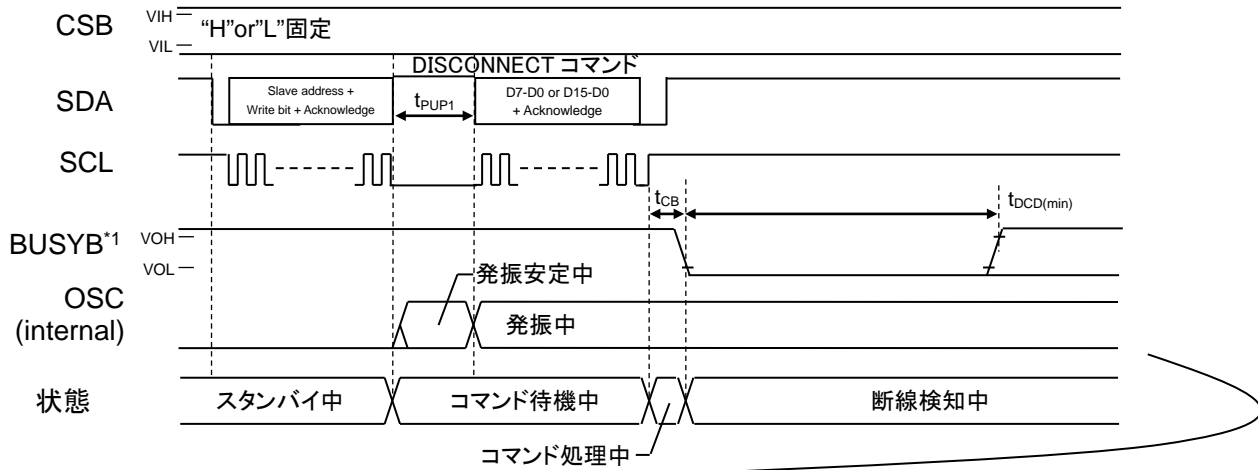 CSB
VIH
VIL
“H”or”L”固定
DISCONNECT コマンド
SDA
Slave address +
Write bit + Acknowledge
tPUP1
D7-D0 or D15-D0
+ Acknowledge
SCL
tCB
tDCD(min)
BUSYB*1
VOH
VOL
発振安定中
OSC
(internal)
発振中
状態
スタンバイ中
コマンド待機中
断線検知中
コマンド処理中